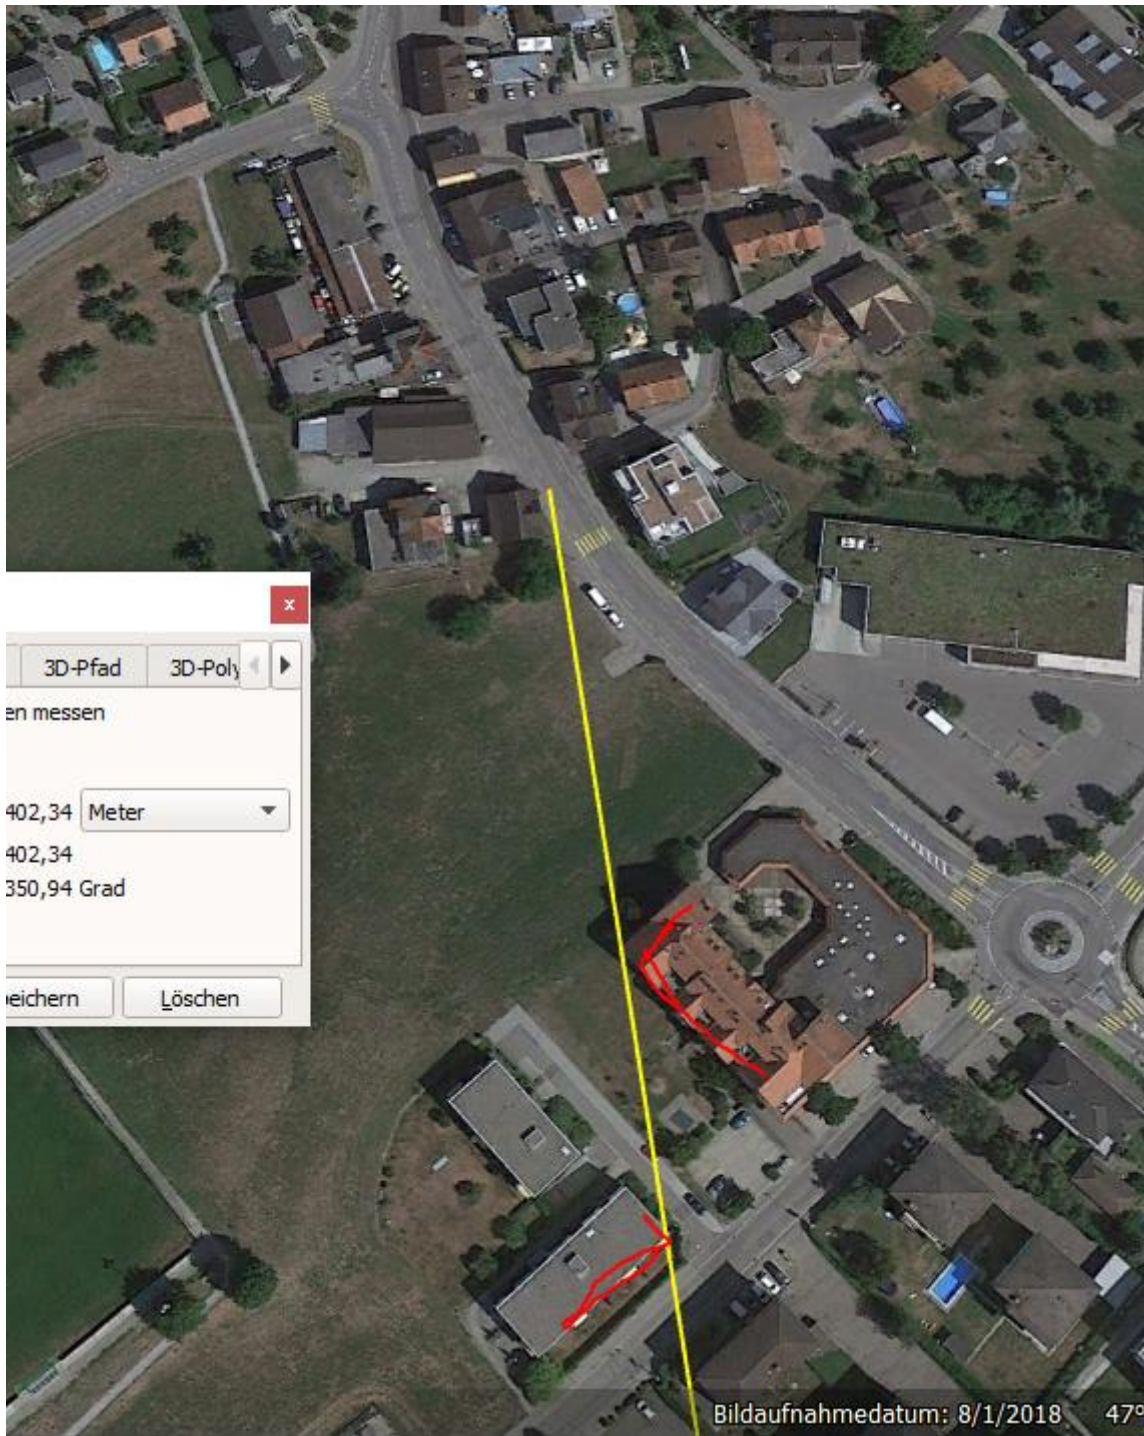 x
3D-Pfad 3D-Poly
en messen
402,34 Meter
402,34
350,94 Grad
peichern Löschen
Bildaufnahmedatum: 8/1/2018 47°